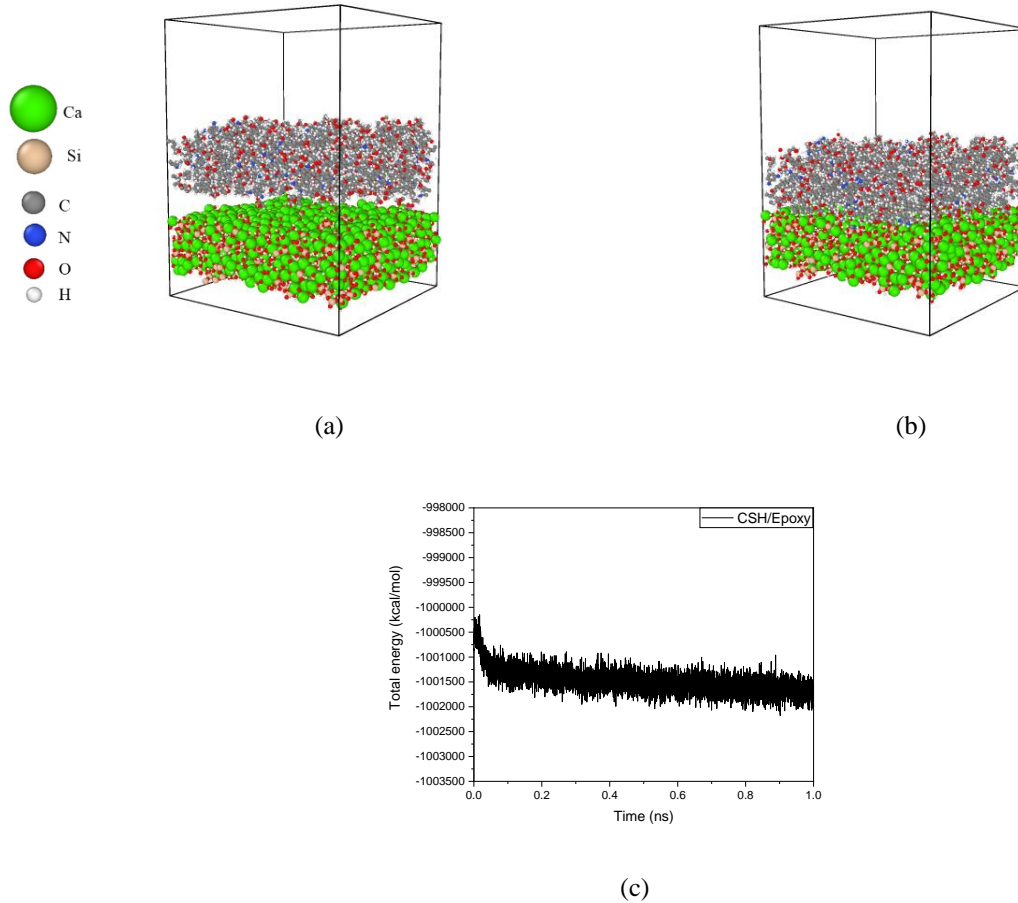 Ca
Si
C
N
O
H
(a)
(b)
-998000
-998500
-999000
-999500
-1000000
-1000500
-1001000
-1001500
-1002000
-1002500
-1003000
-1003500
Total energy (kcal/mol)
CSH/Epoxy
0.0 0.2 0.4 0.6 0.8 1.0
Time (ns)
(c)